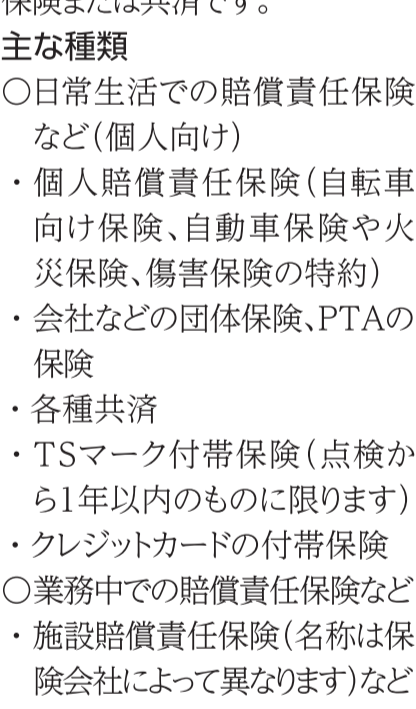 保険または共済です。
主な種類
○日常生活での賠償責任保険
など(個人向け)
・個人賠償責任保険(自転車
向け保険、自動車保険や火
災保険、傷害保険の特約)
・会社などの団体保険、PTAの
保険
・各種共済
・TSマーク付帯保険(点検か
ら1年以内のものに限ります)
・クレジットカードの付帯保険
○業務中での賠償責任保険など
・施設賠償責任保険(名称は保
険会社によって異なります)など